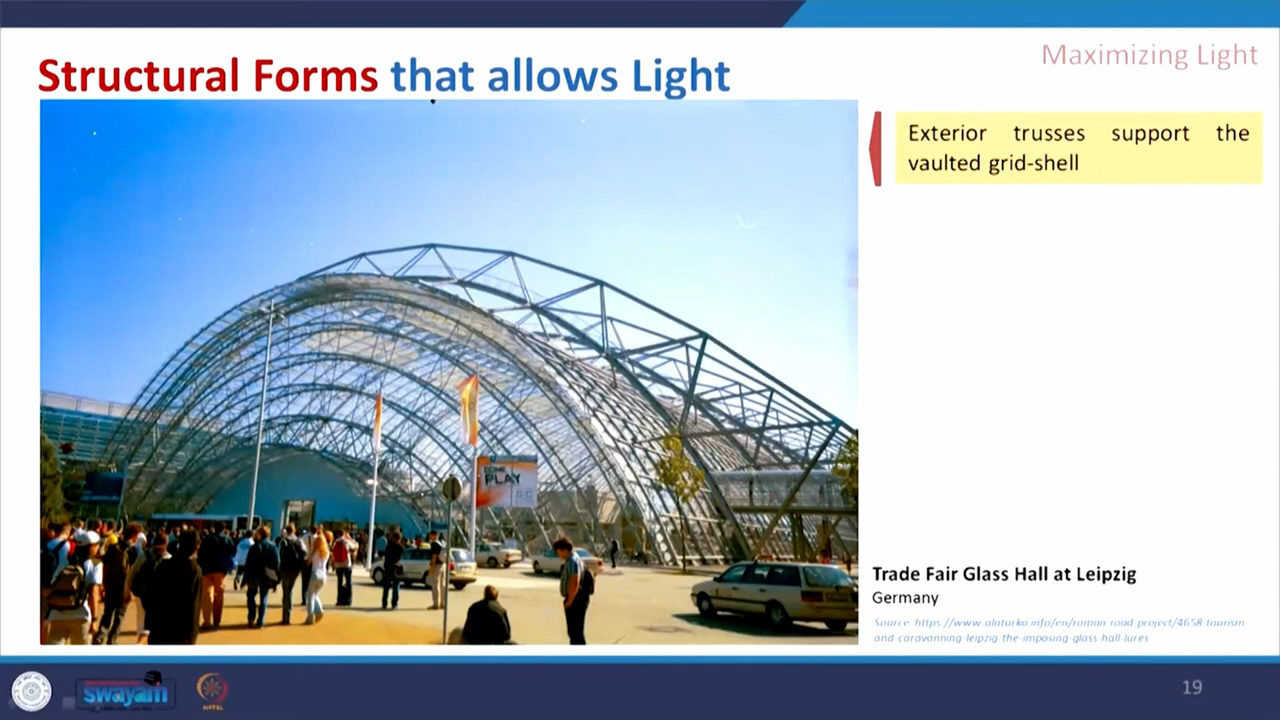 Maximizing Light
Structural Forms that allows Light
Exterior trusses support the
vaulted grid-shell
PLAY
Trade Fair Glass Hall at Leipzig
Germany
Source: https://www.alaturka.info/en/roman-road-project/4658-tourism
and-caravanning-leipzig-the-imposing-glass-hall-lures
swayam
NPTEL
19